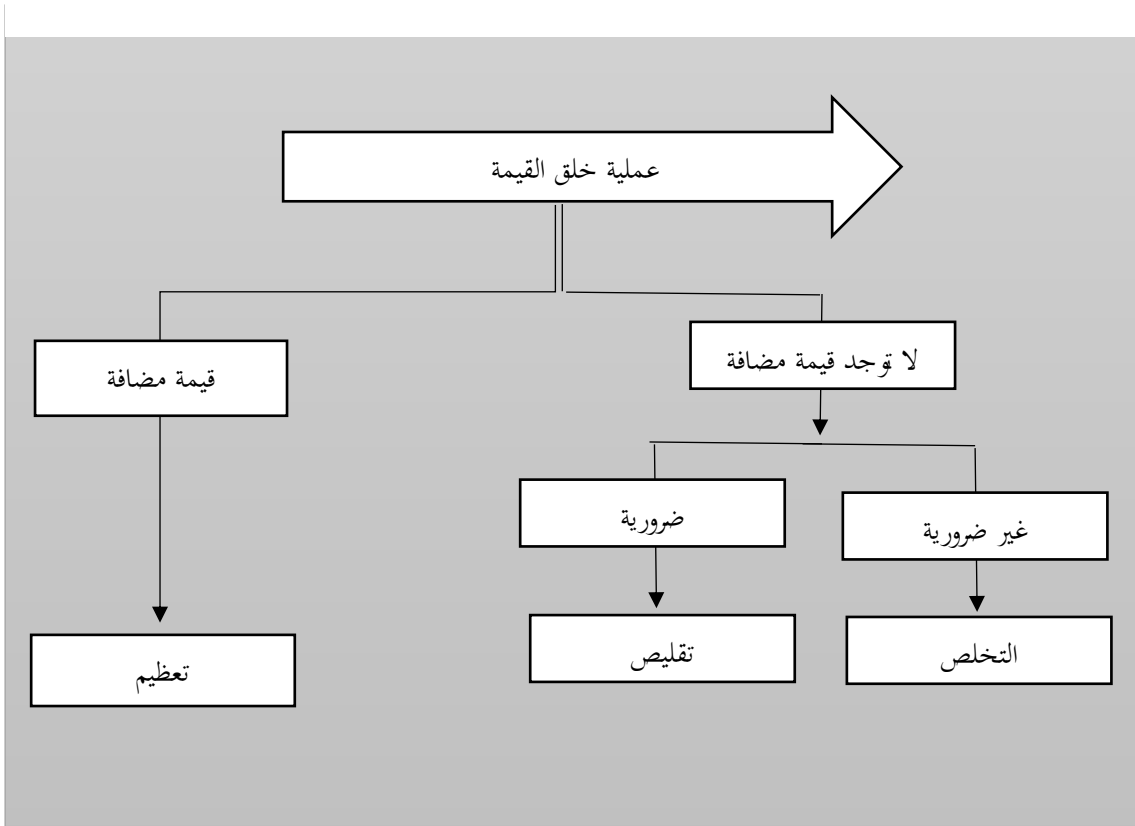 عملية خلق القيمة
لا توجد قيمة مضافة
قيمة مضافة
ضرورية
غير ضرورية
التخلص
تقليص
تعظيم